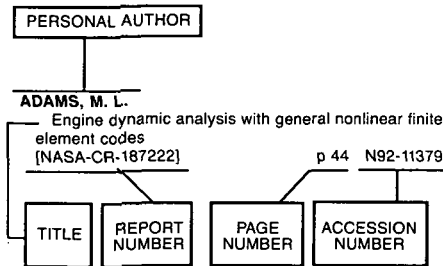 PERSONAL AUTHOR
ADAMS, M. L.
Engine dynamic analysis with general nonlinear finite
element codes
[NASA-CR-187222] p 44 N92-11379
TITLE
REPORT
NUMBER
PAGE
NUMBER
ACCESSION
NUMBER